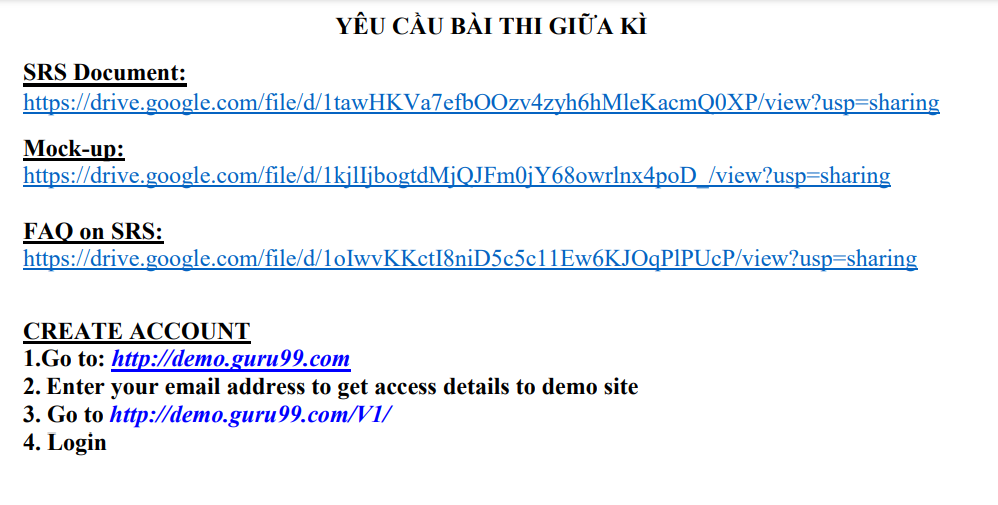 YÊU CẦU BÀI THI GIỮA KÌ
SRS Document:
https://drive.google.com/file/d/1tawHKVa7efbOOzv4zyh6hMleKacmQ0XP/view?usp=sharing
Mock-up:
https://drive.google.com/file/d/1kjlIjbogtdMjQJFm0jY68owrlnx4poD_/view?usp=sharing
FAQ on SRS:
https://drive.google.com/file/d/1oIwvKKctI8niD5c5c11Ew6KJOqPlPUcP/view?usp=sharing
CREATE ACCOUNT
1.Go to: http://demo.guru99.com
2. Enter your email address to get access details to demo site
3. Go to http://demo.guru99.com/V1/
4. Login